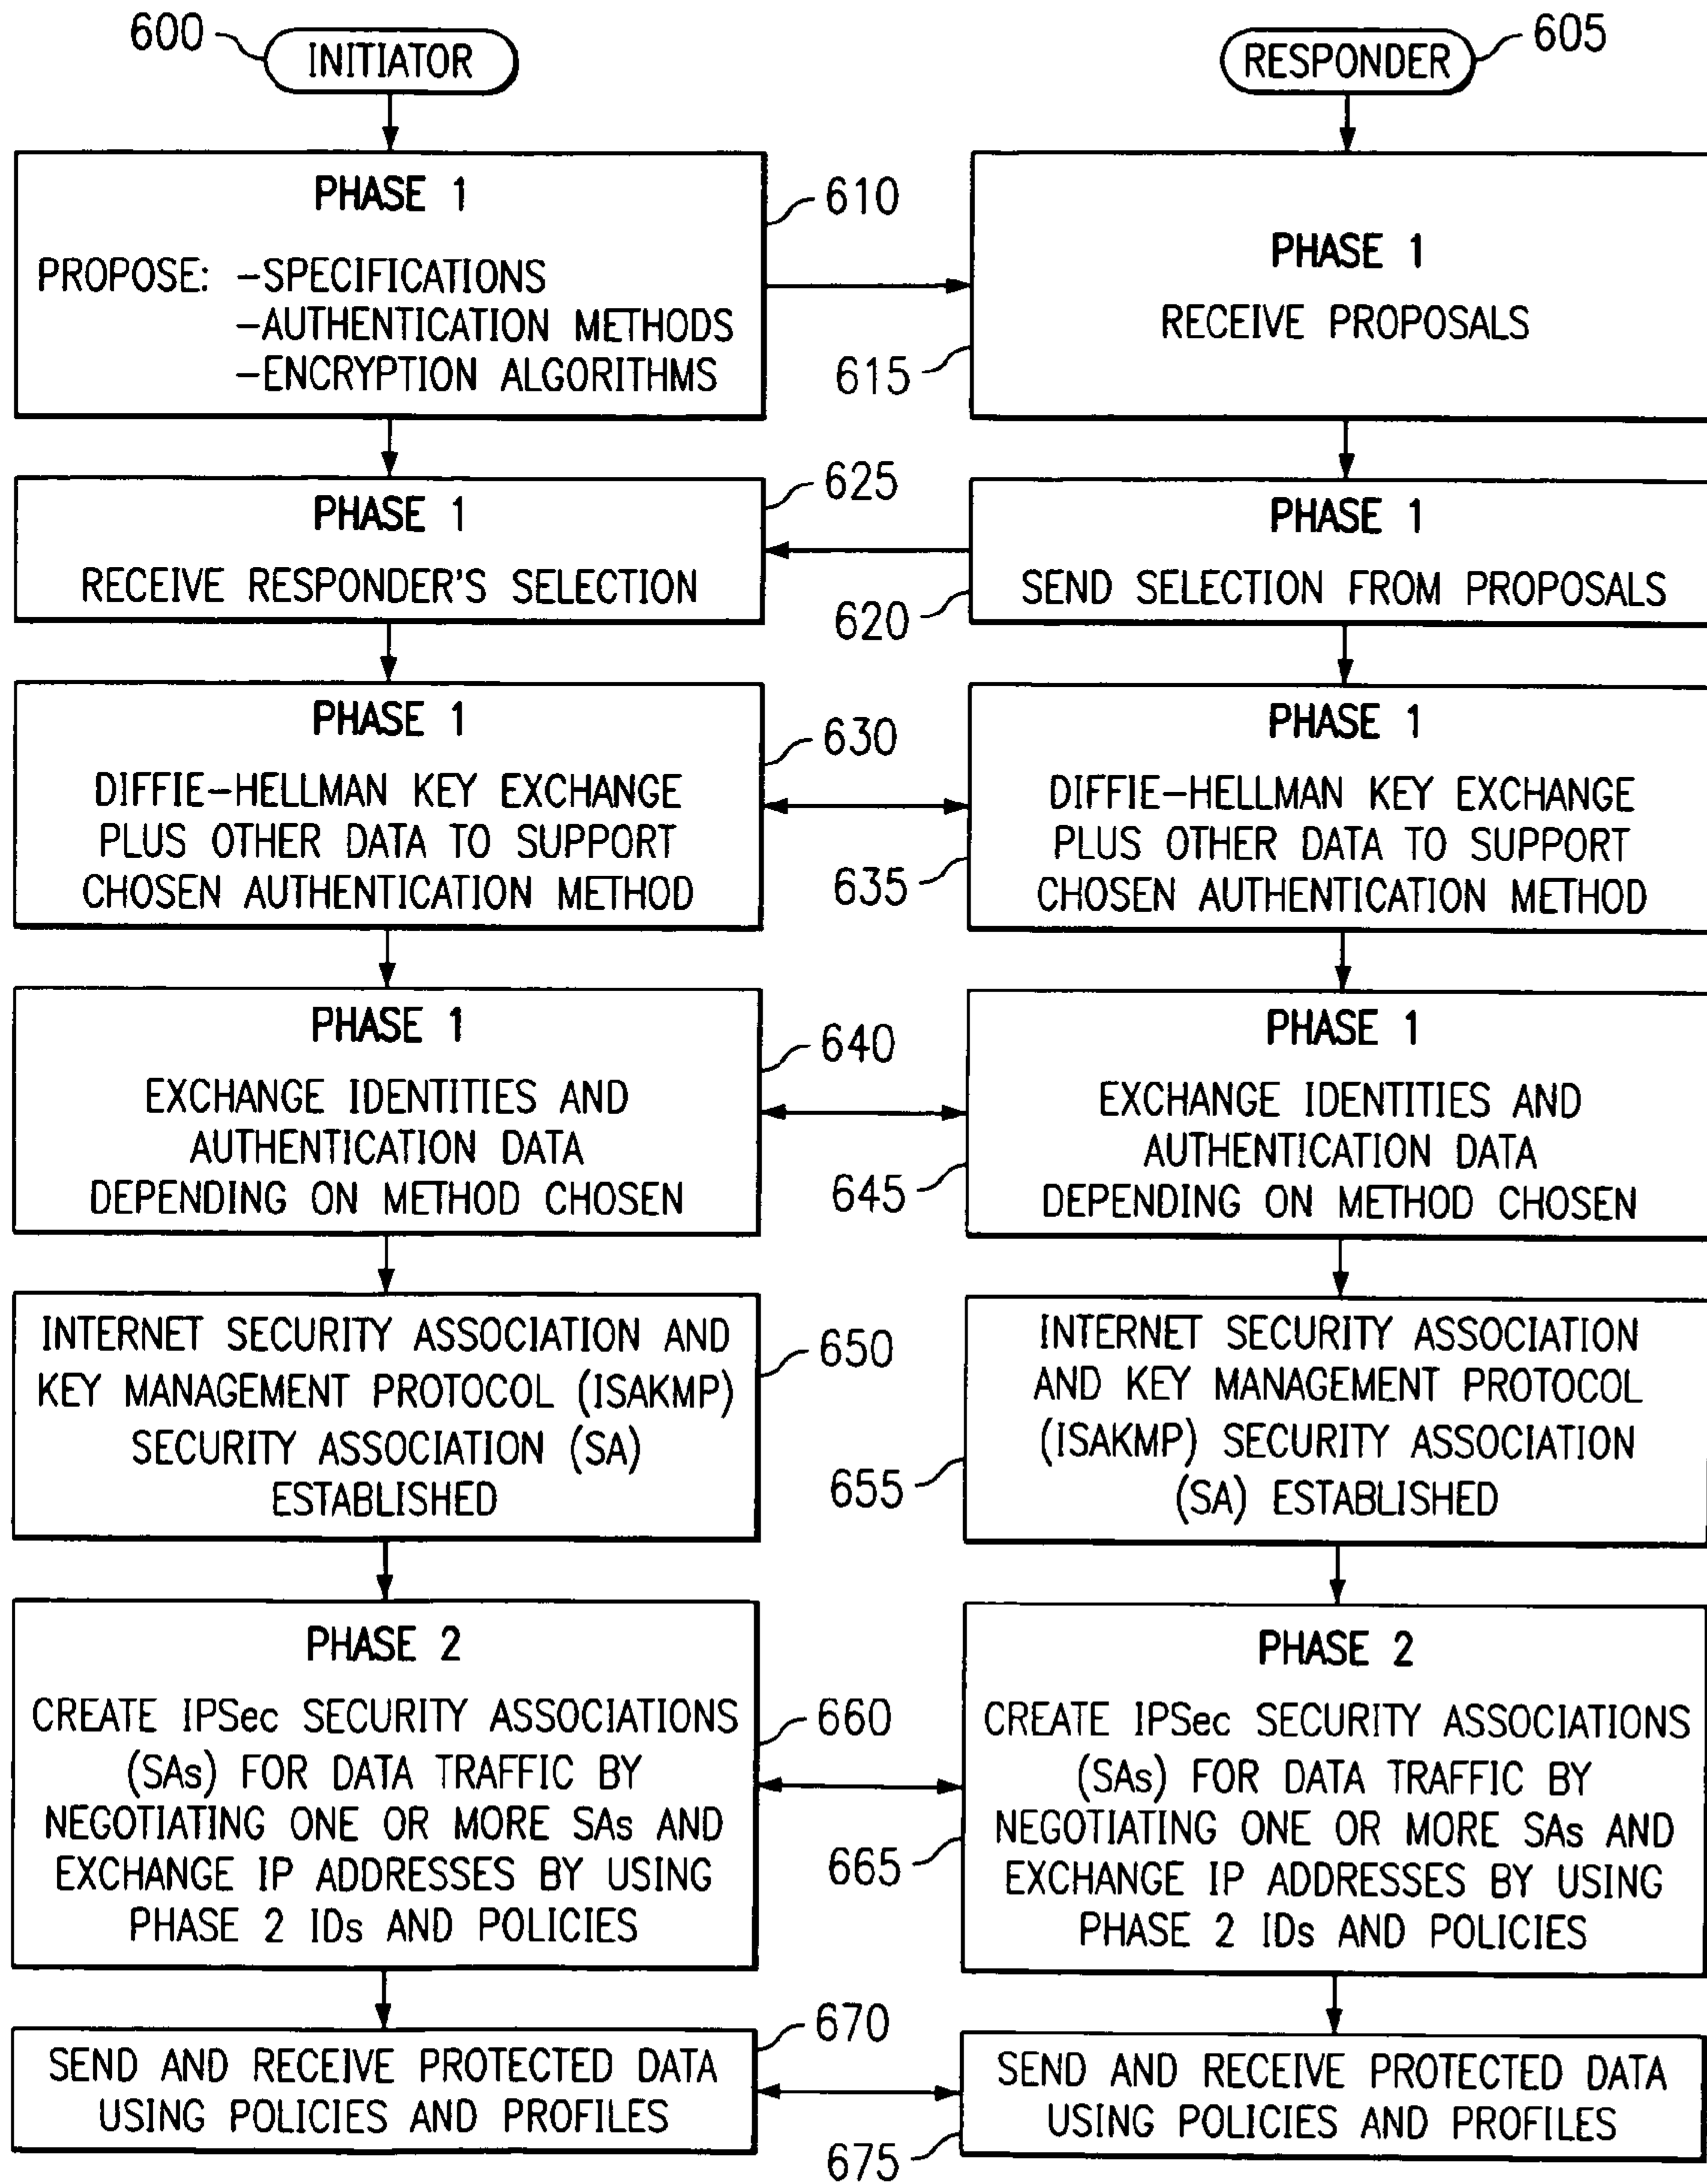 600
INITIATOR
RESPONDER
605
PHASE 1
PROPOSE: -SPECIFICATIONS
-AUTHENTICATION METHODS
-ENCRYPTION ALGORITHMS
610
PHASE 1
RECEIVE PROPOSALS
615
PHASE 1
RECEIVE RESPONDER'S SELECTION
625
PHASE 1
SEND SELECTION FROM PROPOSALS
620
PHASE 1
DIFFIE-HELLMAN KEY EXCHANGE
PLUS OTHER DATA TO SUPPORT
CHOSEN AUTHENTICATION METHOD
630
PHASE 1
DIFFIE-HELLMAN KEY EXCHANGE
PLUS OTHER DATA TO SUPPORT
CHOSEN AUTHENTICATION METHOD
635
PHASE 1
EXCHANGE IDENTITIES AND
AUTHENTICATION DATA
DEPENDING ON METHOD CHOSEN
640
PHASE 1
EXCHANGE IDENTITIES AND
AUTHENTICATION DATA
DEPENDING ON METHOD CHOSEN
645
INTERNET SECURITY ASSOCIATION AND
KEY MANAGEMENT PROTOCOL (ISAKMP)
SECURITY ASSOCIATION (SA)
ESTABLISHED
650
INTERNET SECURITY ASSOCIATION
AND KEY MANAGEMENT PROTOCOL
(ISAKMP) SECURITY ASSOCIATION
(SA) ESTABLISHED
655
PHASE 2
CREATE IPSec SECURITY ASSOCIATIONS
(SAs) FOR DATA TRAFFIC BY
NEGOTIATING ONE OR MORE SAs AND
EXCHANGE IP ADDRESSES BY USING
PHASE 2 IDs AND POLICIES
660
PHASE 2
CREATE IPSec SECURITY ASSOCIATIONS
(SAs) FOR DATA TRAFFIC BY
NEGOTIATING ONE OR MORE SAs AND
EXCHANGE IP ADDRESSES BY USING
PHASE 2 IDs AND POLICIES
665
SEND AND RECEIVE PROTECTED DATA
USING POLICIES AND PROFILES
670
SEND AND RECEIVE PROTECTED DATA
USING POLICIES AND PROFILES
675